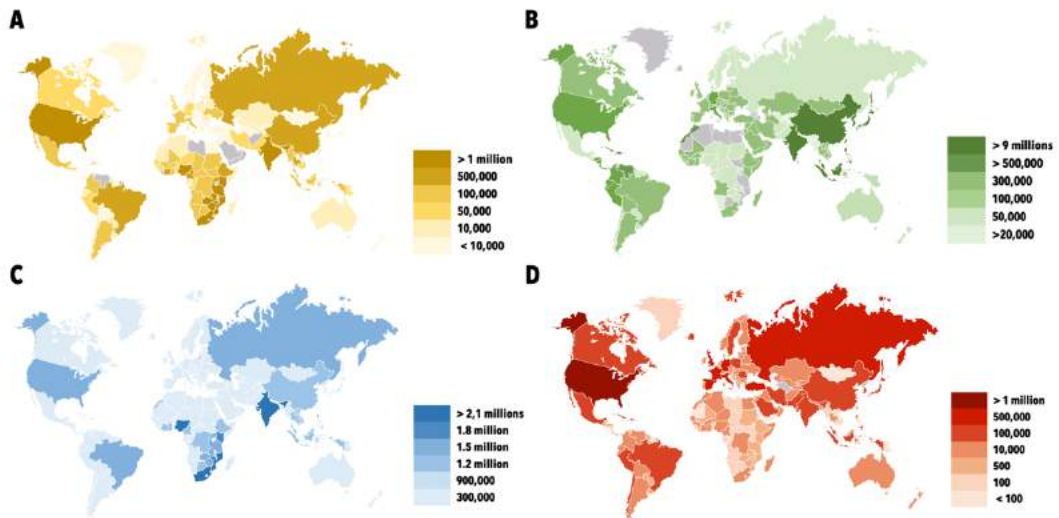 A
> 1 million
500,000
100,000
50,000
10,000
< 10,000
B
> 9 millions
> 500,000
300,000
100,000
50,000
>20,000
C
> 2,1 millions
1.8 million
1.5 million
1.2 million
900,000
300,000
D
> 1 million
500,000
100,000
10,000
500
100
< 100